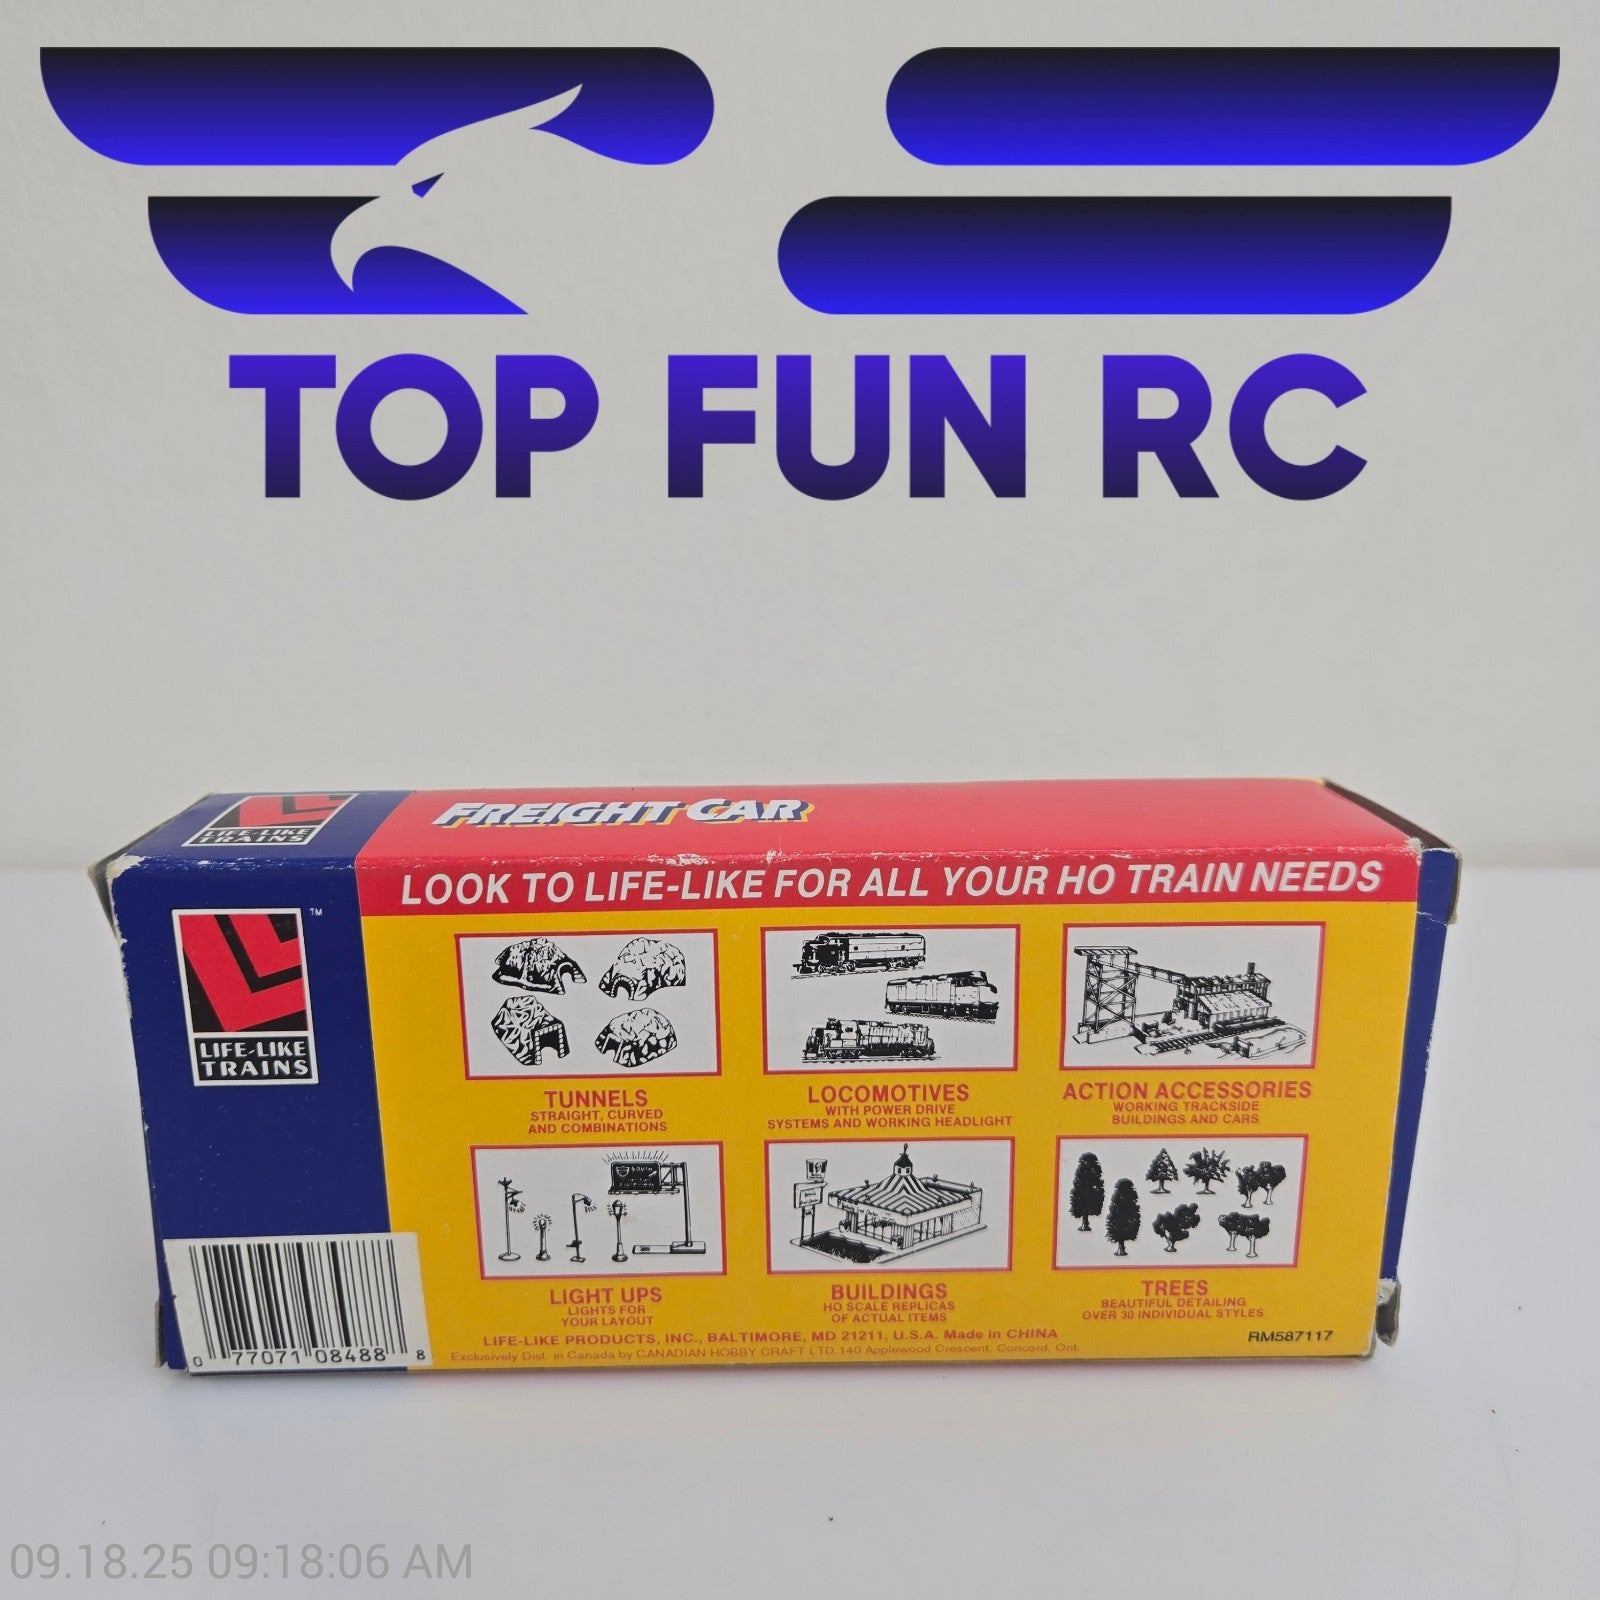 TOP FUN RC
LIFE-LIKE
TRAINS
FREIGHT CAR
LOOK TO LIFE-LIKE FOR ALL YOUR HO TRAIN NEEDS
TM
LIFE-LIKE
TRAINS
TUNNELS
STRAIGHT, CURVED
AND COMBINATIONS
LOCOMOTIVES
WITH POWER DRIVE
SYSTEMS AND WORKING HEADLIGHT
ACTION ACCESSORIES
WORKING TRACKSIDE
BUILDINGS AND CARS
SOUTH
LIGHT UPS
LIGHTS FOR
YOUR LAYOUT
BUILDINGS
HO SCALE REPLICAS
OF ACTUAL ITEMS
TREES
BEAUTIFUL DETAILING
OVER 30 INDIVIDUAL STYLES
LIFE-LIKE PRODUCTS, INC., BALTIMORE, MD 21211, U.S.A. Made in CHINA
RM587117
Exclusively Dist. in Canada by CANADIAN HOBBY CRAFT LTD. 140 Applewood Crescent, Concord, Ont.
0 77071 08488 8
09.18.25 09:18:06 AM